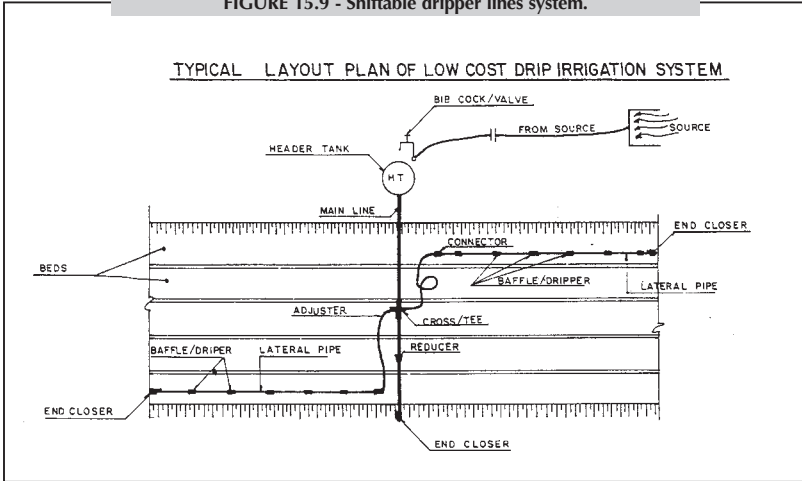 FIGURE 15.9 - Shiftable dripper lines system.
TYPICAL LAYOUT PLAN OF LOW COST DRIP IRRIGATION SYSTEM
BIB COCK/VALVE
FROM SOURCE
SOURCE
HEADER TANK
HT
MAIN LINE
END CLOSER
CONNECTOR
BEDS
BAFFLE/DRIPPER
LATERAL PIPE
ADJUSTER
CROSS/TEE
BAFFLE/DRIPER
LATERAL PIPE
REDUCER
END CLOSER
END CLOSER